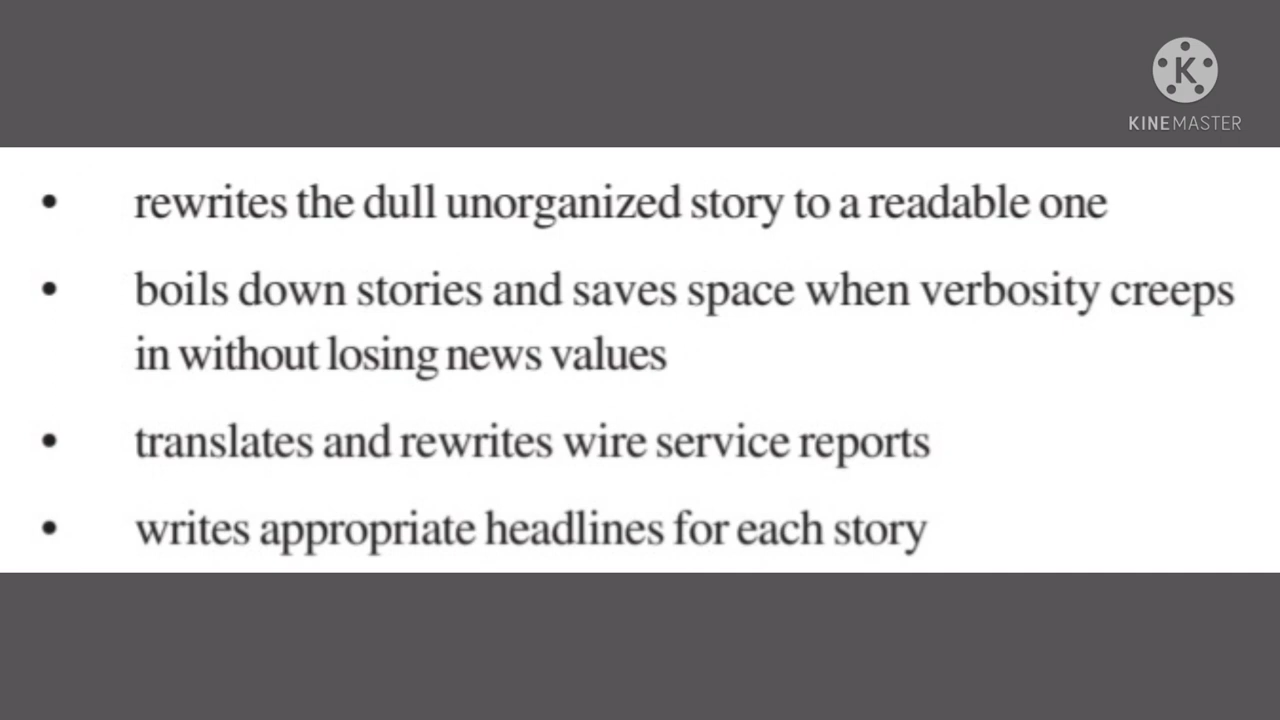 KINEMASTER
• rewrites the dull unorganized story to a readable one
• boils down stories and saves space when verbosity creeps
in without losing news values
• translates and rewrites wire service reports
• writes appropriate headlines for each story